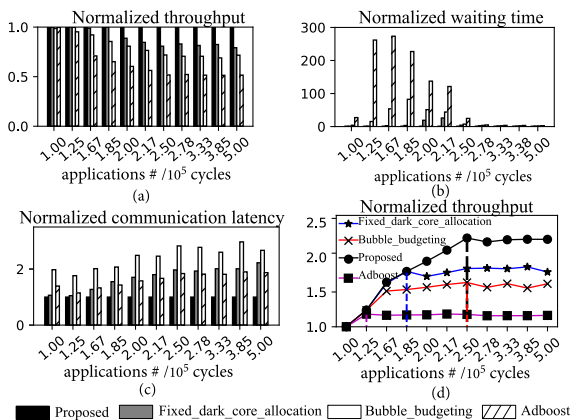 Normalized throughput
1.0
0.5
0.0
1.00 1.25 1.67 1.85 2.00 2.17 2.50 2.78 3.33 3.85 5.00
applications # /10^5 cycles
(a)
Normalized waiting time
300
200
100
0
1.00 1.25 1.67 1.85 2.00 2.17 2.50 2.78 3.33 3.38 5.00
applications # /10^5 cycles
(b)
Normalized communication latency
2
0
1.00 1.25 1.67 1.85 2.00 2.17 2.50 2.78 3.33 3.85 5.00
applications # /10^5 cycles
(c)
Normalized throughput
2.5
2.0
1.5
1.0
Fixed_dark_core_allocation
Bubble_budgeting
Proposed
Adboost
1.00 1.25 1.67 1.85 2.00 2.17 2.50 2.78 3.33 3.85 5.00
applications # /10^5 cycles
(d)
Proposed Fixed_dark_core_allocation Bubble_budgeting Adboost